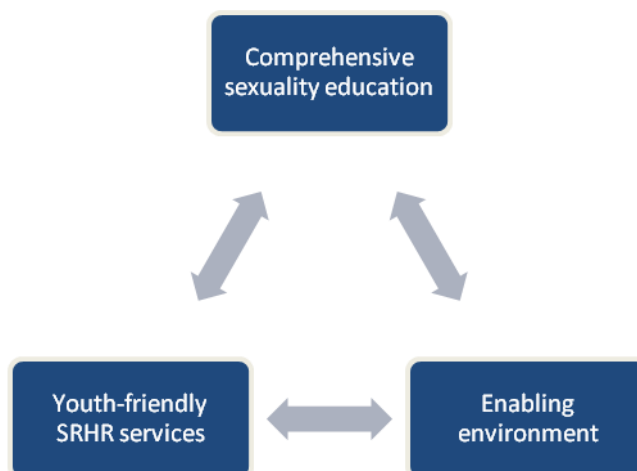 Comprehensive
sexuality education
Youth-friendly
SRHR services
Enabling
environment